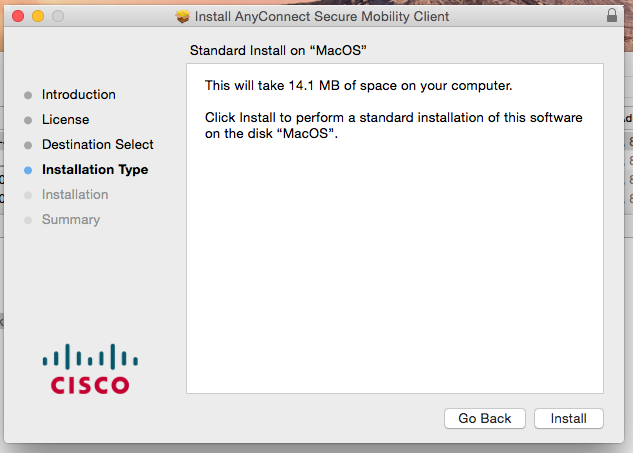 Install AnyConnect Secure Mobility Client
Standard Install on “MacOS”
Introduction
License
Destination Select
Installation Type
Installation
Summary
This will take 14.1 MB of space on your computer.
Click Install to perform a standard installation of this software
on the disk “MacOS”.
CISCO
Go Back
Install